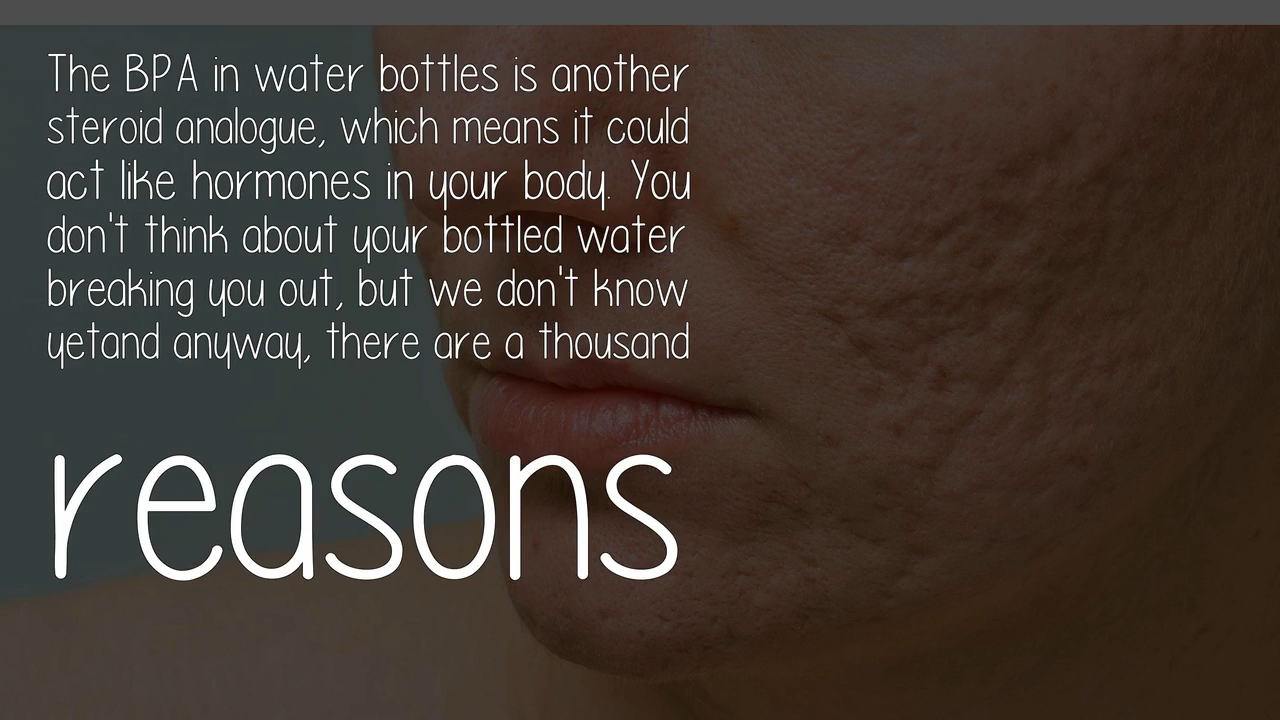 The BPA in water bottles is another
steroid analogue, which means it could
act like hormones in your body. You
don't think about your bottled water
breaking you out, but we don't know
yetand anyway, there are a thousand
reasons